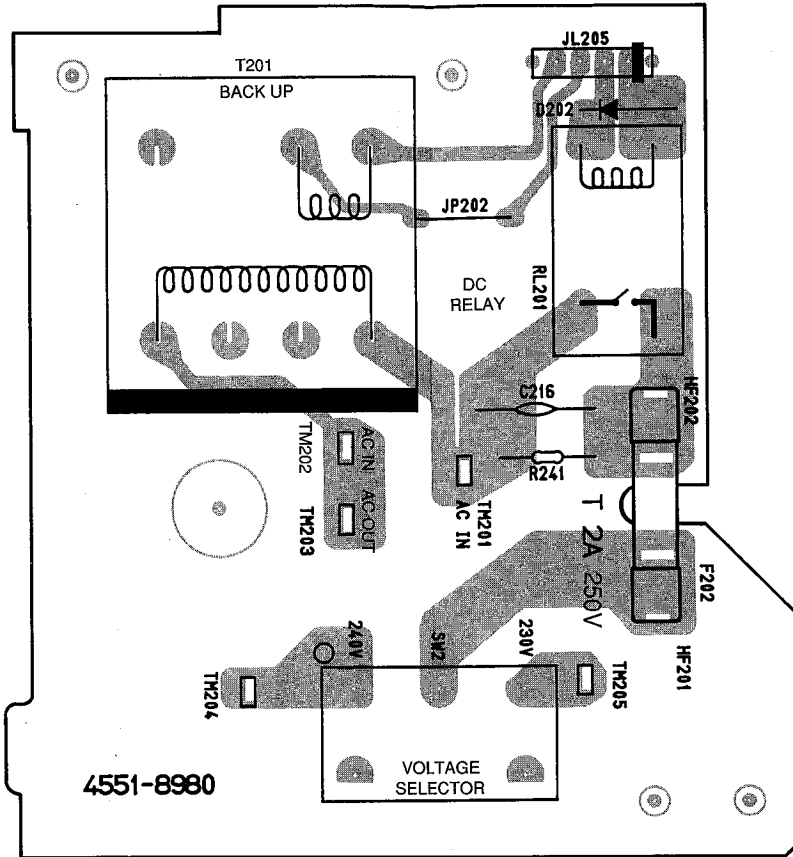 JL205
T201
BACK UP
D202
JP202
DC
RELAY
RL201
C216
HF202
TM202
AC IN
R241
TM203
AC OUT
AC IN
TM201
T 2A 250V
F202
240V
SW2
230V
HF201
TM204
TM205
VOLTAGE
SELECTOR
4551-8980